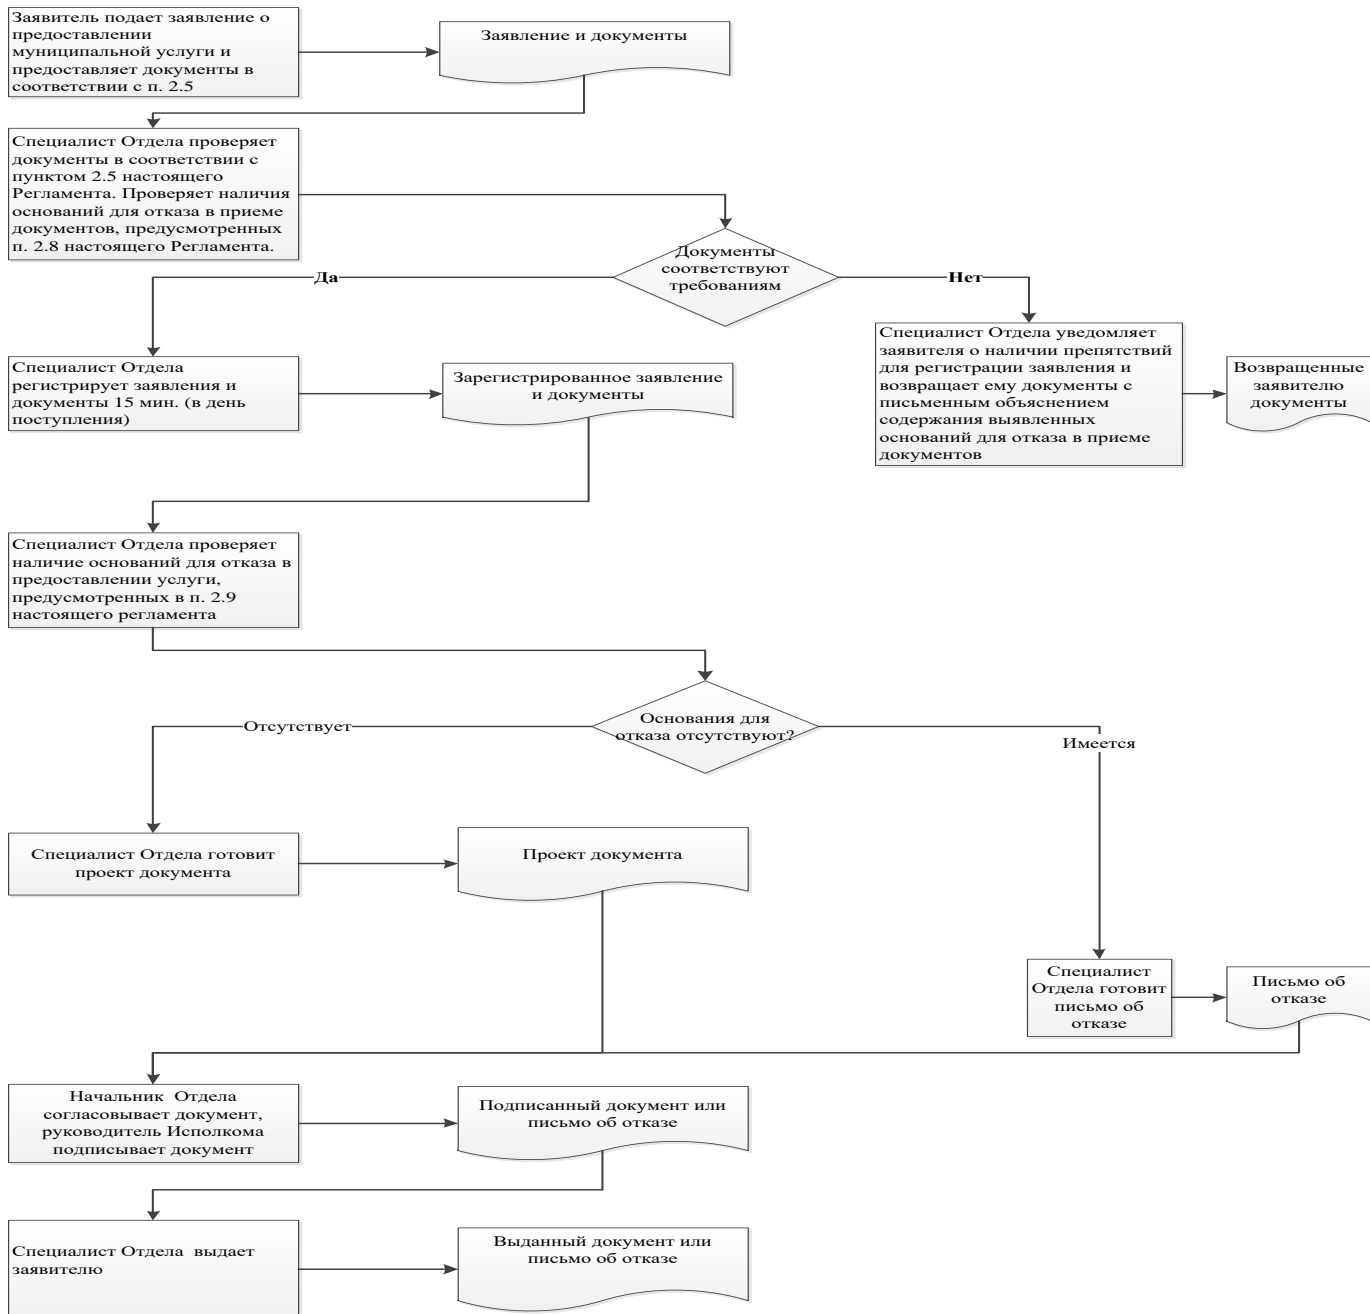 Заявитель подает заявление о
предоставлении
муниципальной услуги и
предоставляет документы в
соответствии с п. 2.5
Заявление и документы
Специалист Отдела проверяет
документы в соответствии с
пунктом 2.5 настоящего
Регламента. Проверяет наличия
оснований для отказа в приеме
документов, предусмотренных
п. 2.8 настоящего Регламента.
Документы
соответствуют
требованиям
Да
Нет
Специалист Отдела
регистрирует заявления и
документы 15 мин. (в день
поступления)
Зарегистрированное заявление
и документы
Специалист Отдела уведомляет
заявителя о наличии препятствий
для регистрации заявления и
возвращает ему документы с
письменным объяснением
содержания выявленных
оснований для отказа в приеме
документов
Возвращенные
заявителю
документы
Специалист Отдела проверяет
наличие оснований для отказа в
предоставлении услуги,
предусмотренных в п. 2.9
настоящего регламента
Основания для
отказа отсутствуют?
Отсутствует
Имеется
Специалист Отдела готовит
проект документа
Проект документа
Специалист
Отдела готовит
письмо об
отказе
Письмо об
отказе
Начальник  Отдела
согласовывает документ,
руководитель Исполкома
подписывает документ
Подписанный документ или
письмо об отказе
Специалист Отдела  выдает
заявителю
Выданный документ или
письмо об отказе